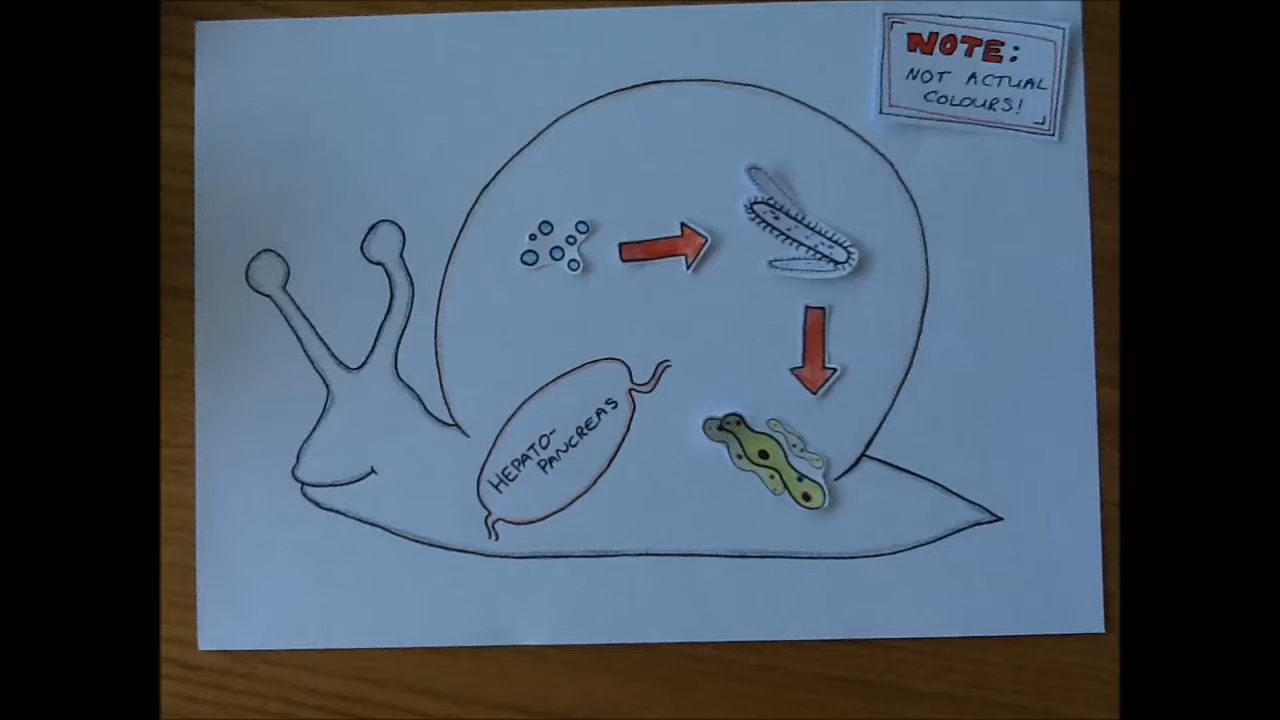 NOTE:
NOT ACTUAL
COLOURS!
HEPATO-
PANCREAS